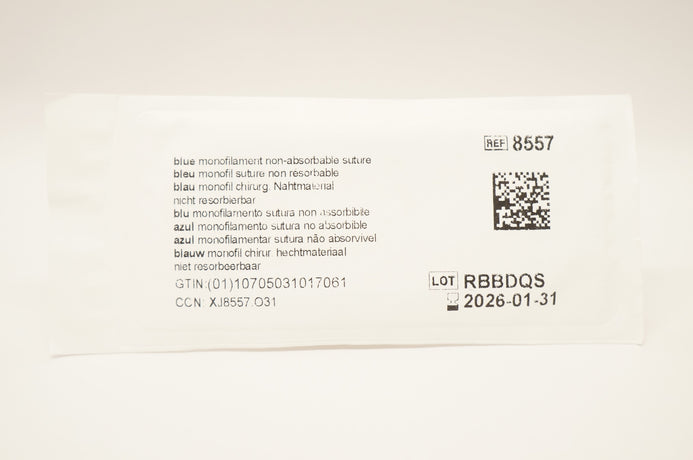 blue monofilament non-absorbable suture
bleu monofil suture non résorbable
blau monofil chirurg. Nahtmaterial
nicht resorbierbar
blu monofilamento sutura non assorbibile
azul monofilamento sutura no absorbible
azul monofilamentar sutura não absorvível
blauw monofil chirur. hechtmateriaal
niet resorbeerbaar
GTIN:(01)10705031017061
CCN: XJ8557.O31
REF 8557
LOT RBBDQS
2026-01-31